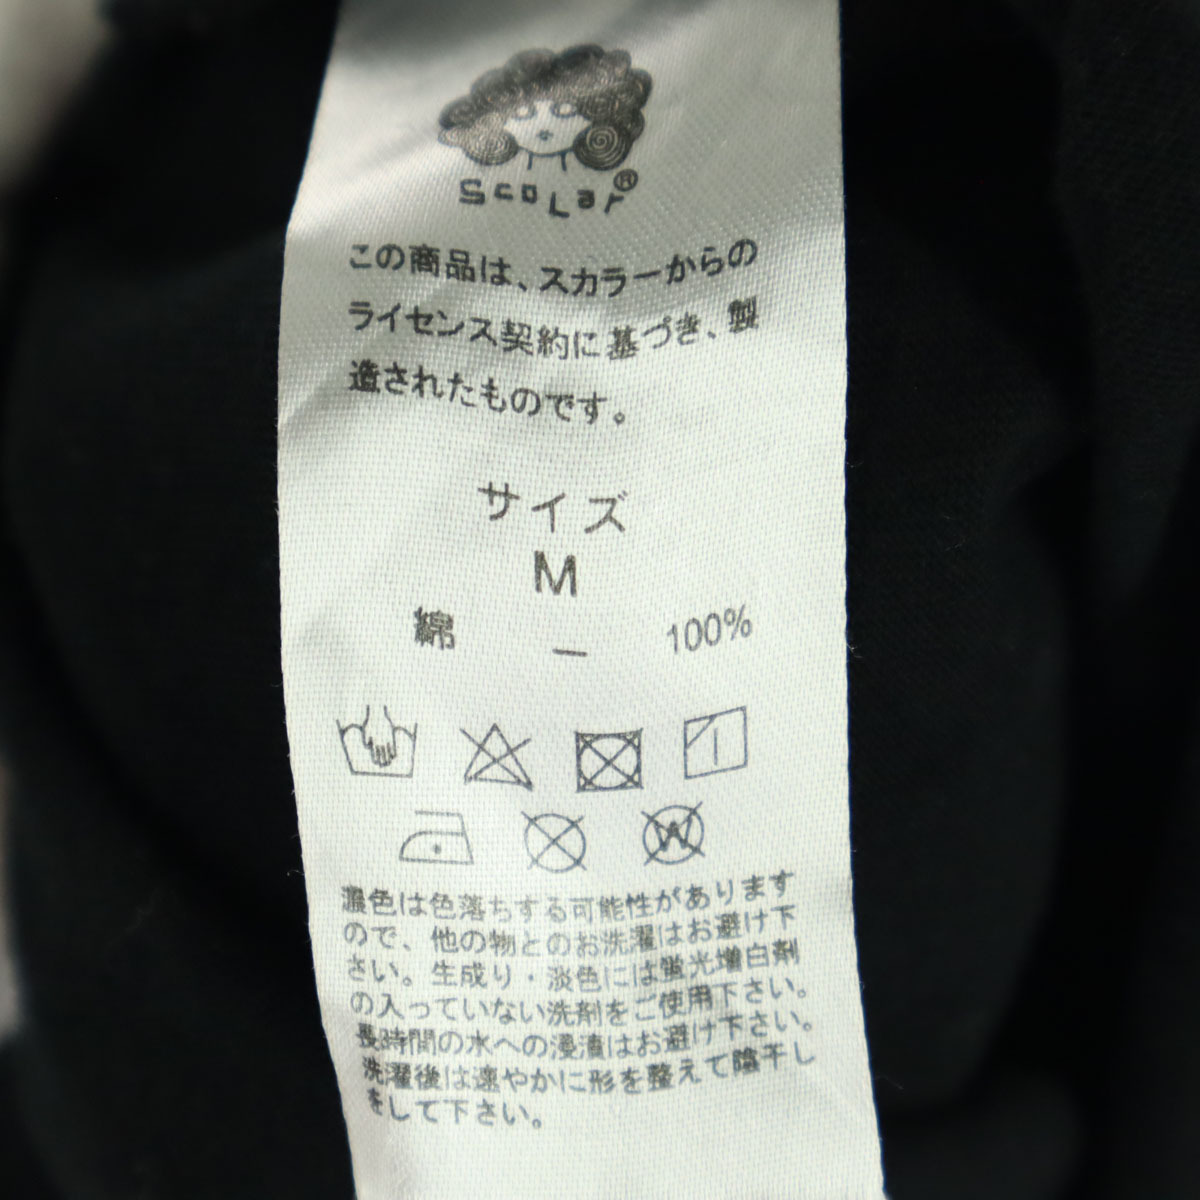 ScoLar®
この商品は、スカラーからの
ライセンス契約に基づき、製
造されたものです。
サイズ
M
綿 － 100%
W
濃色は色落ちする可能性があります
ので、他の物とのお洗濯はお避け下
さい。生成り・淡色には蛍光増白剤
の入っていない洗剤をご使用下さい。
長時間の水への浸漬はお避け下さい。
洗濯後は速やかに形を整えて陰干し
をして下さい。